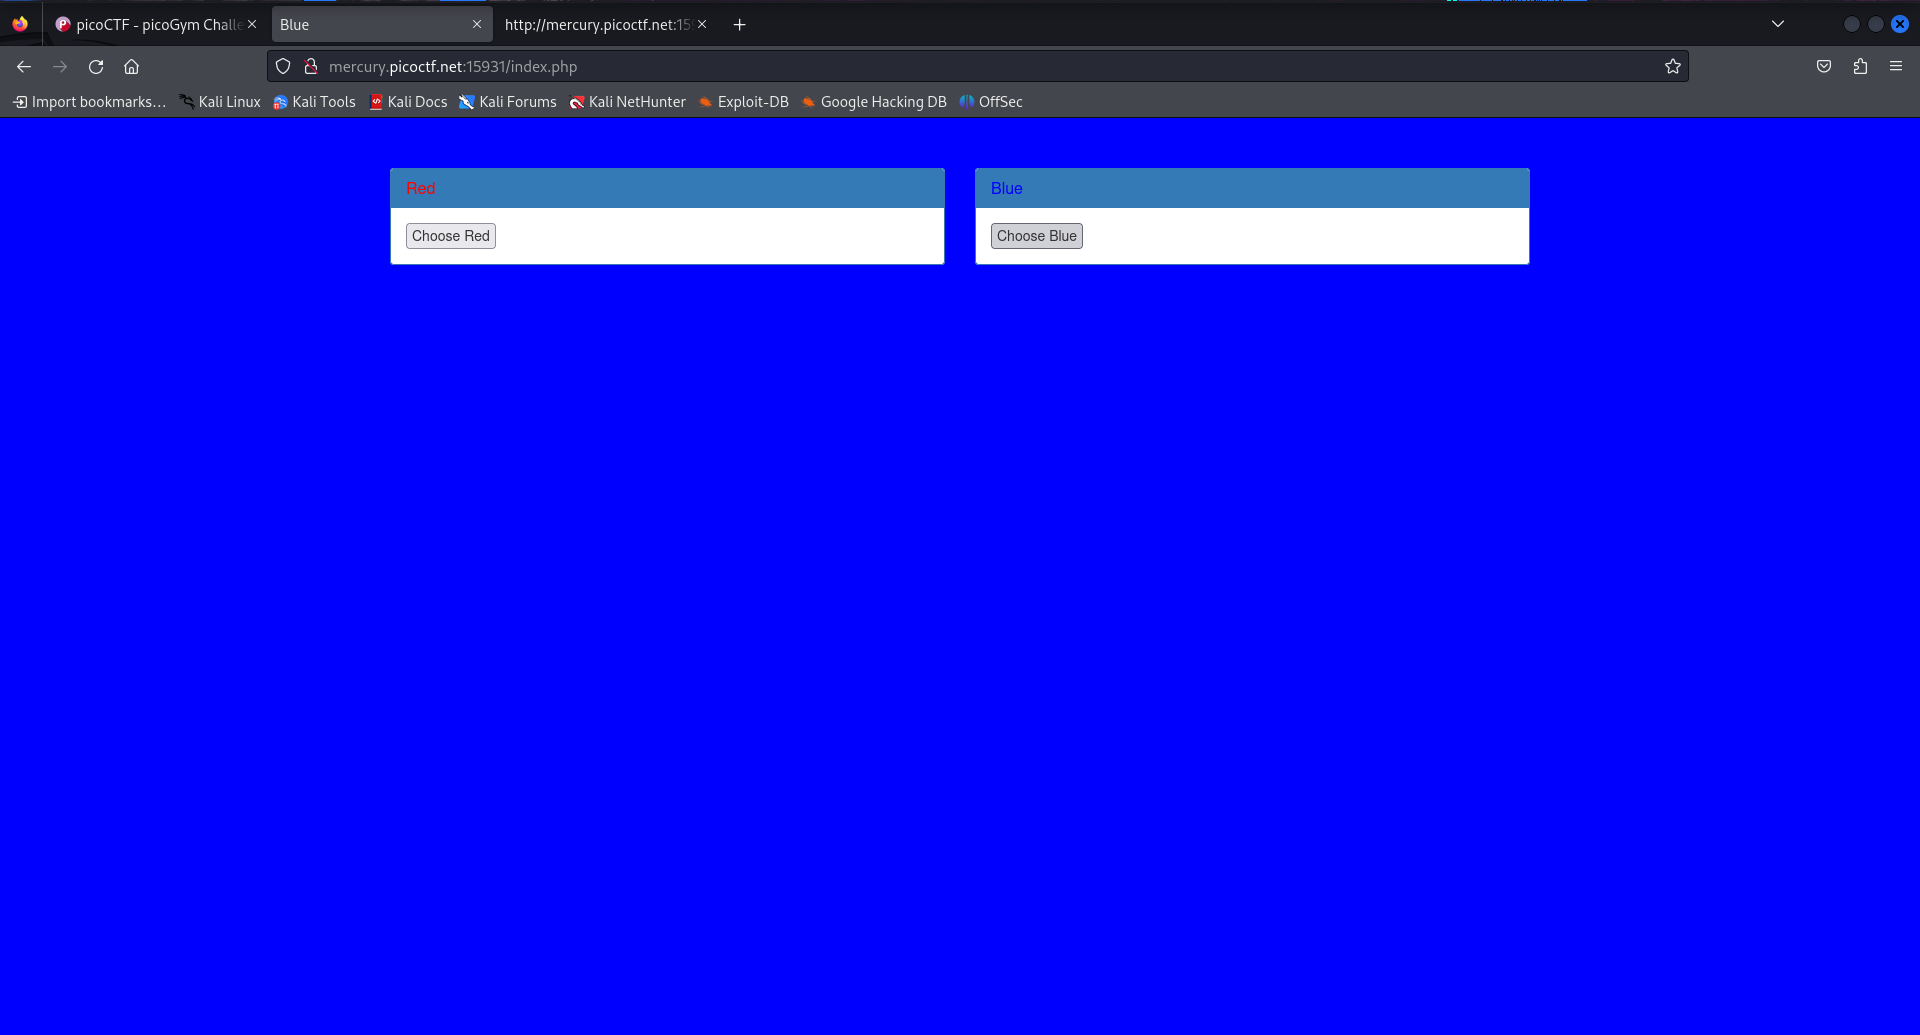 picoCTF - picoGym Challe
Blue
http://mercury.picoctf.net:15
mercury.picoctf.net:15931/index.php
Import bookmarks...
Kali Linux
Kali Tools
Kali Docs
Kali Forums
Kali NetHunter
Exploit-DB
Google Hacking DB
OffSec
Red
Blue
Choose Red
Choose Blue